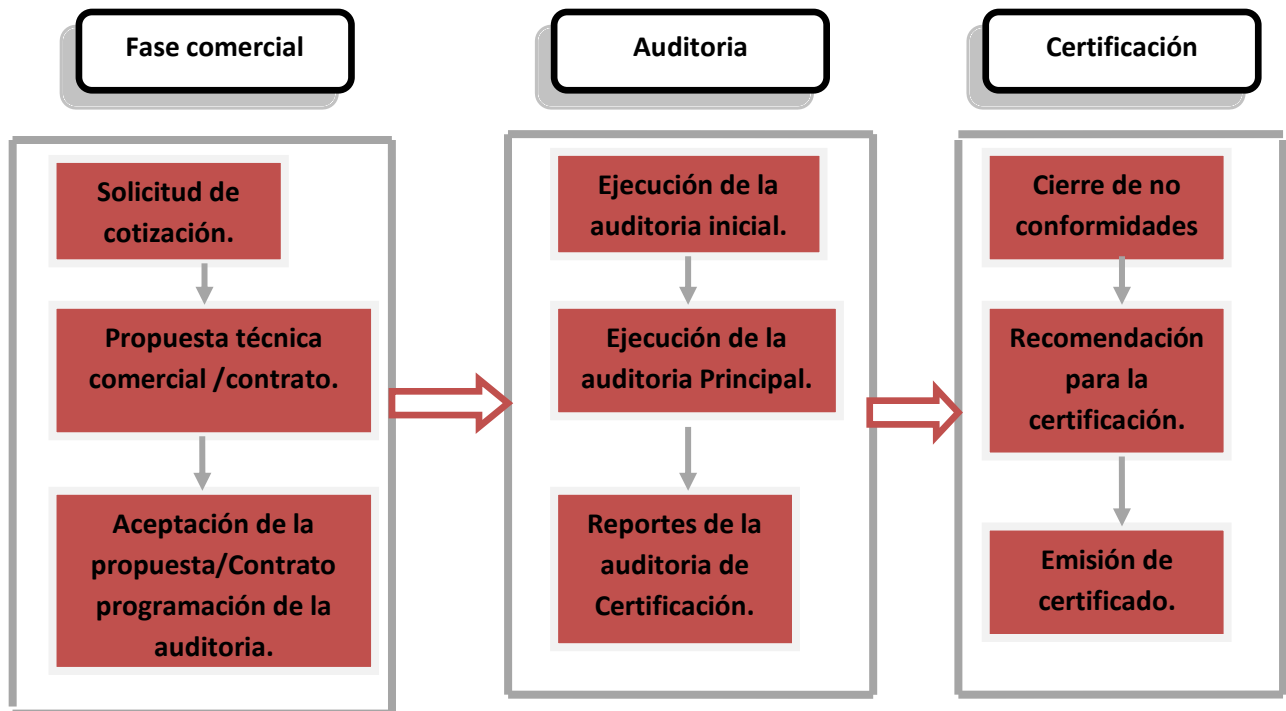 Fase comercial
Solicitud de
cotización.
Propuesta técnica
comercial /contrato.
Aceptación de la
propuesta/Contrato
programación de la
auditoria.
Auditoria
Ejecución de la
auditoria inicial.
Ejecución de la
auditoria Principal.
Reportes de la
auditoria de
Certificación.
Certificación
Cierre de no
conformidades
Recomendación
para la
certificación.
Emisión de
certificado.